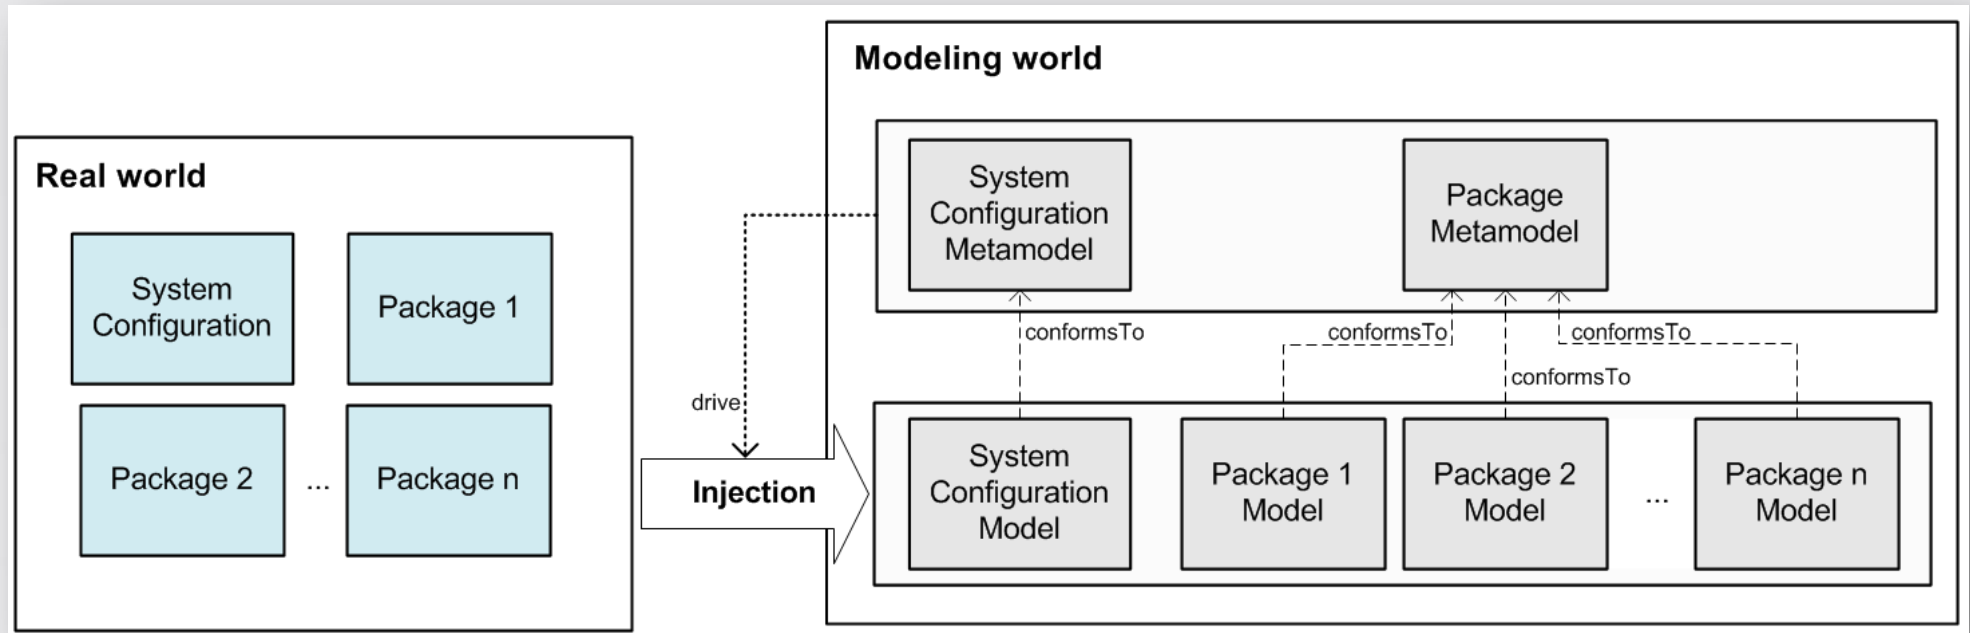 Modeling world
Real world
System
Configuration
Package 1
Package 2
...
Package n
drive
Injection
System
Configuration
Metamodel
Package
Metamodel
conformsTo
conformsTo
conformsTo
conformsTo
System
Configuration
Model
Package 1
Model
Package 2
Model
...
Package n
Model